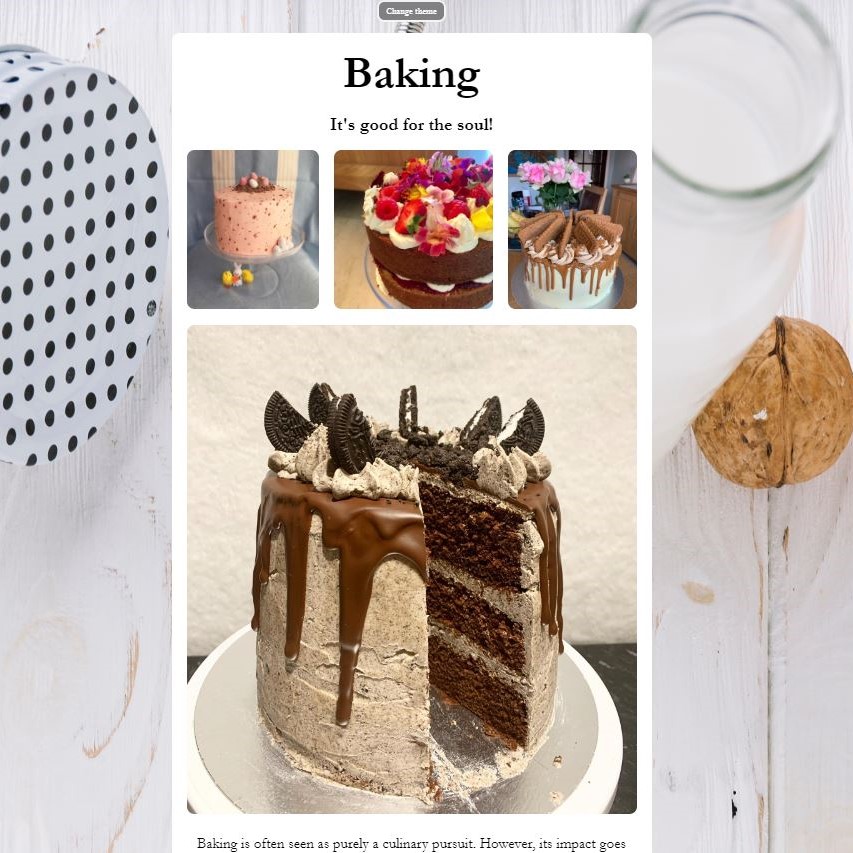 Change theme
Baking
It's good for the soul!
Baking is often seen as purely a culinary pursuit. However, its impact goes